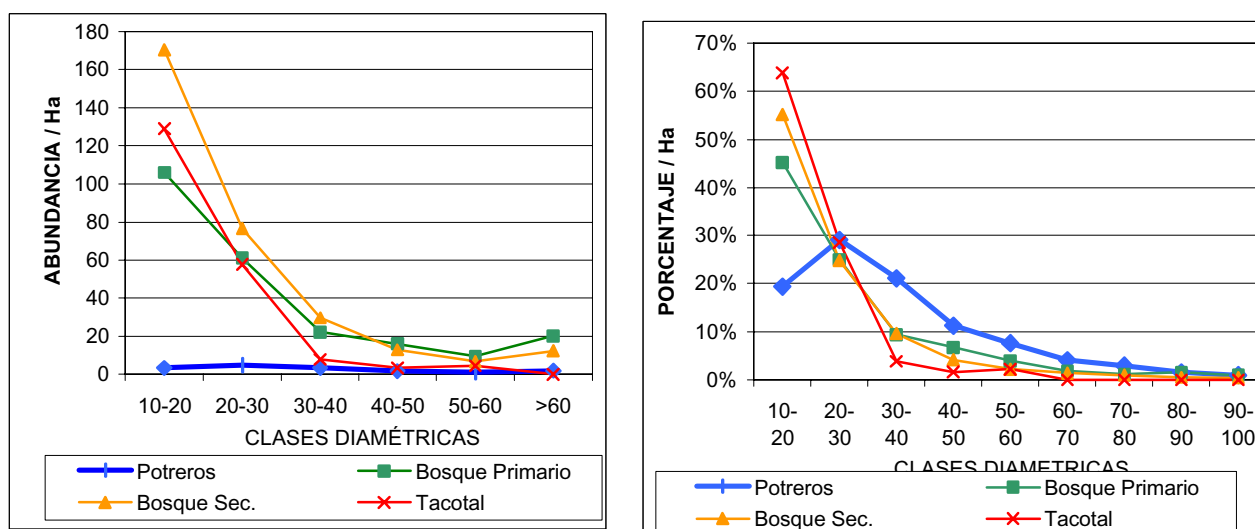 ABUNDANCIA / Ha
180
160
140
120
100
80
60
40
20
0
10-20 20-30 30-40 40-50 50-60 >60
CLASES DIAMÉTRICAS
Potreros Bosque Primario
Bosque Sec. Tacotal
PORCENTAJE / Ha
70%
60%
50%
40%
30%
20%
10%
0%
10- 20- 30- 40- 50- 60- 70- 80- 90-
20 30 40 50 60 70 80 90 100
CLASES DIAMETRICAS
Potreros Bosque Primario
Bosque Sec. Tacotal